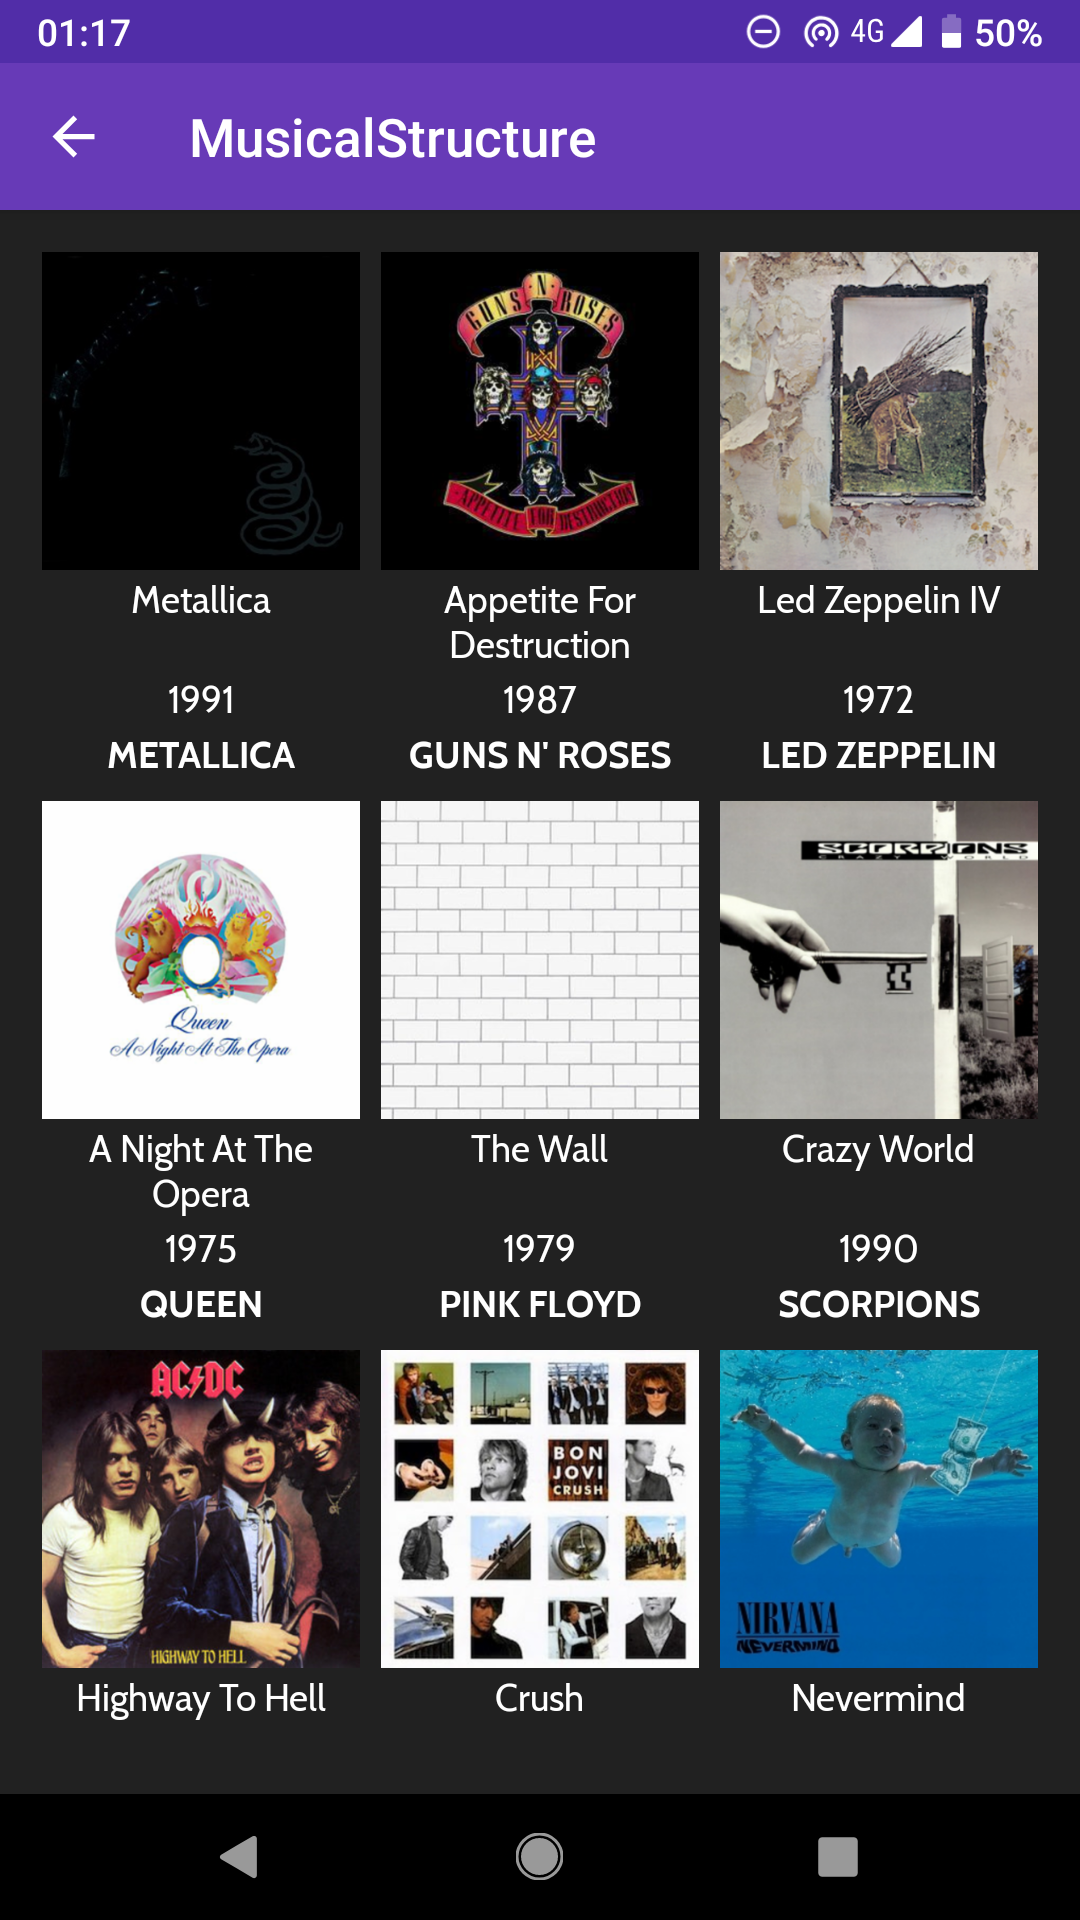 01:17
4G
50%
MusicalStructure
GUNS N ROSES
APPETITE FOR DESTRUCTION
Metallica
Appetite For
Destruction
Led Zeppelin IV
1991
1987
1972
METALLICA
GUNS N' ROSES
LED ZEPPELIN
Queen
A Night At The Opera
SCORPIONS
CRAZY WORLD
A Night At The
Opera
The Wall
Crazy World
1975
1979
1990
QUEEN
PINK FLOYD
SCORPIONS
AC DC
HIGHWAY TO HELL
BON
JOVI
CRUSH
NIRVANA
NEVERMIND
Highway To Hell
Crush
Nevermind